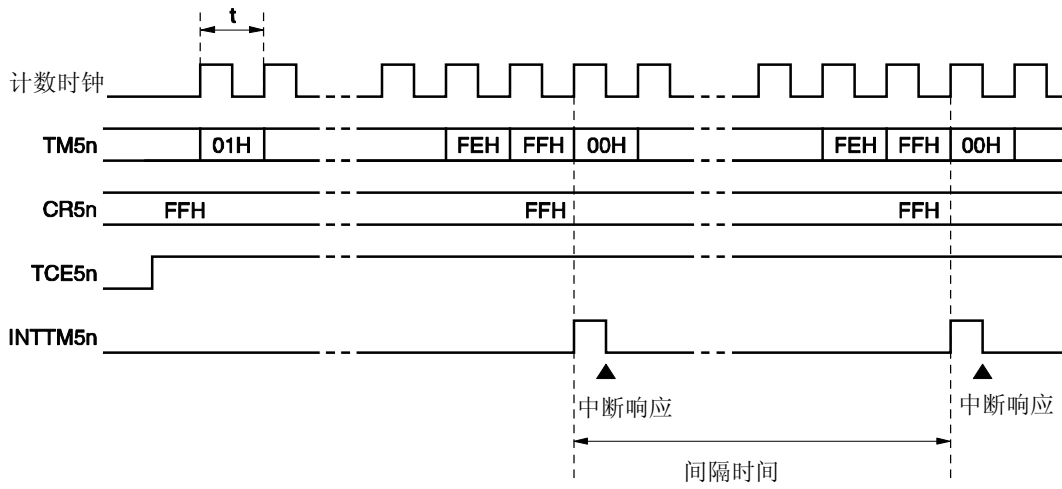 t
计数时钟
TM5n 01H FEH FFH 00H FEH FFH 00H
CR5n FFH FFH FFH
TCE5n
INTTM5n
中断响应 中断响应
间隔时间